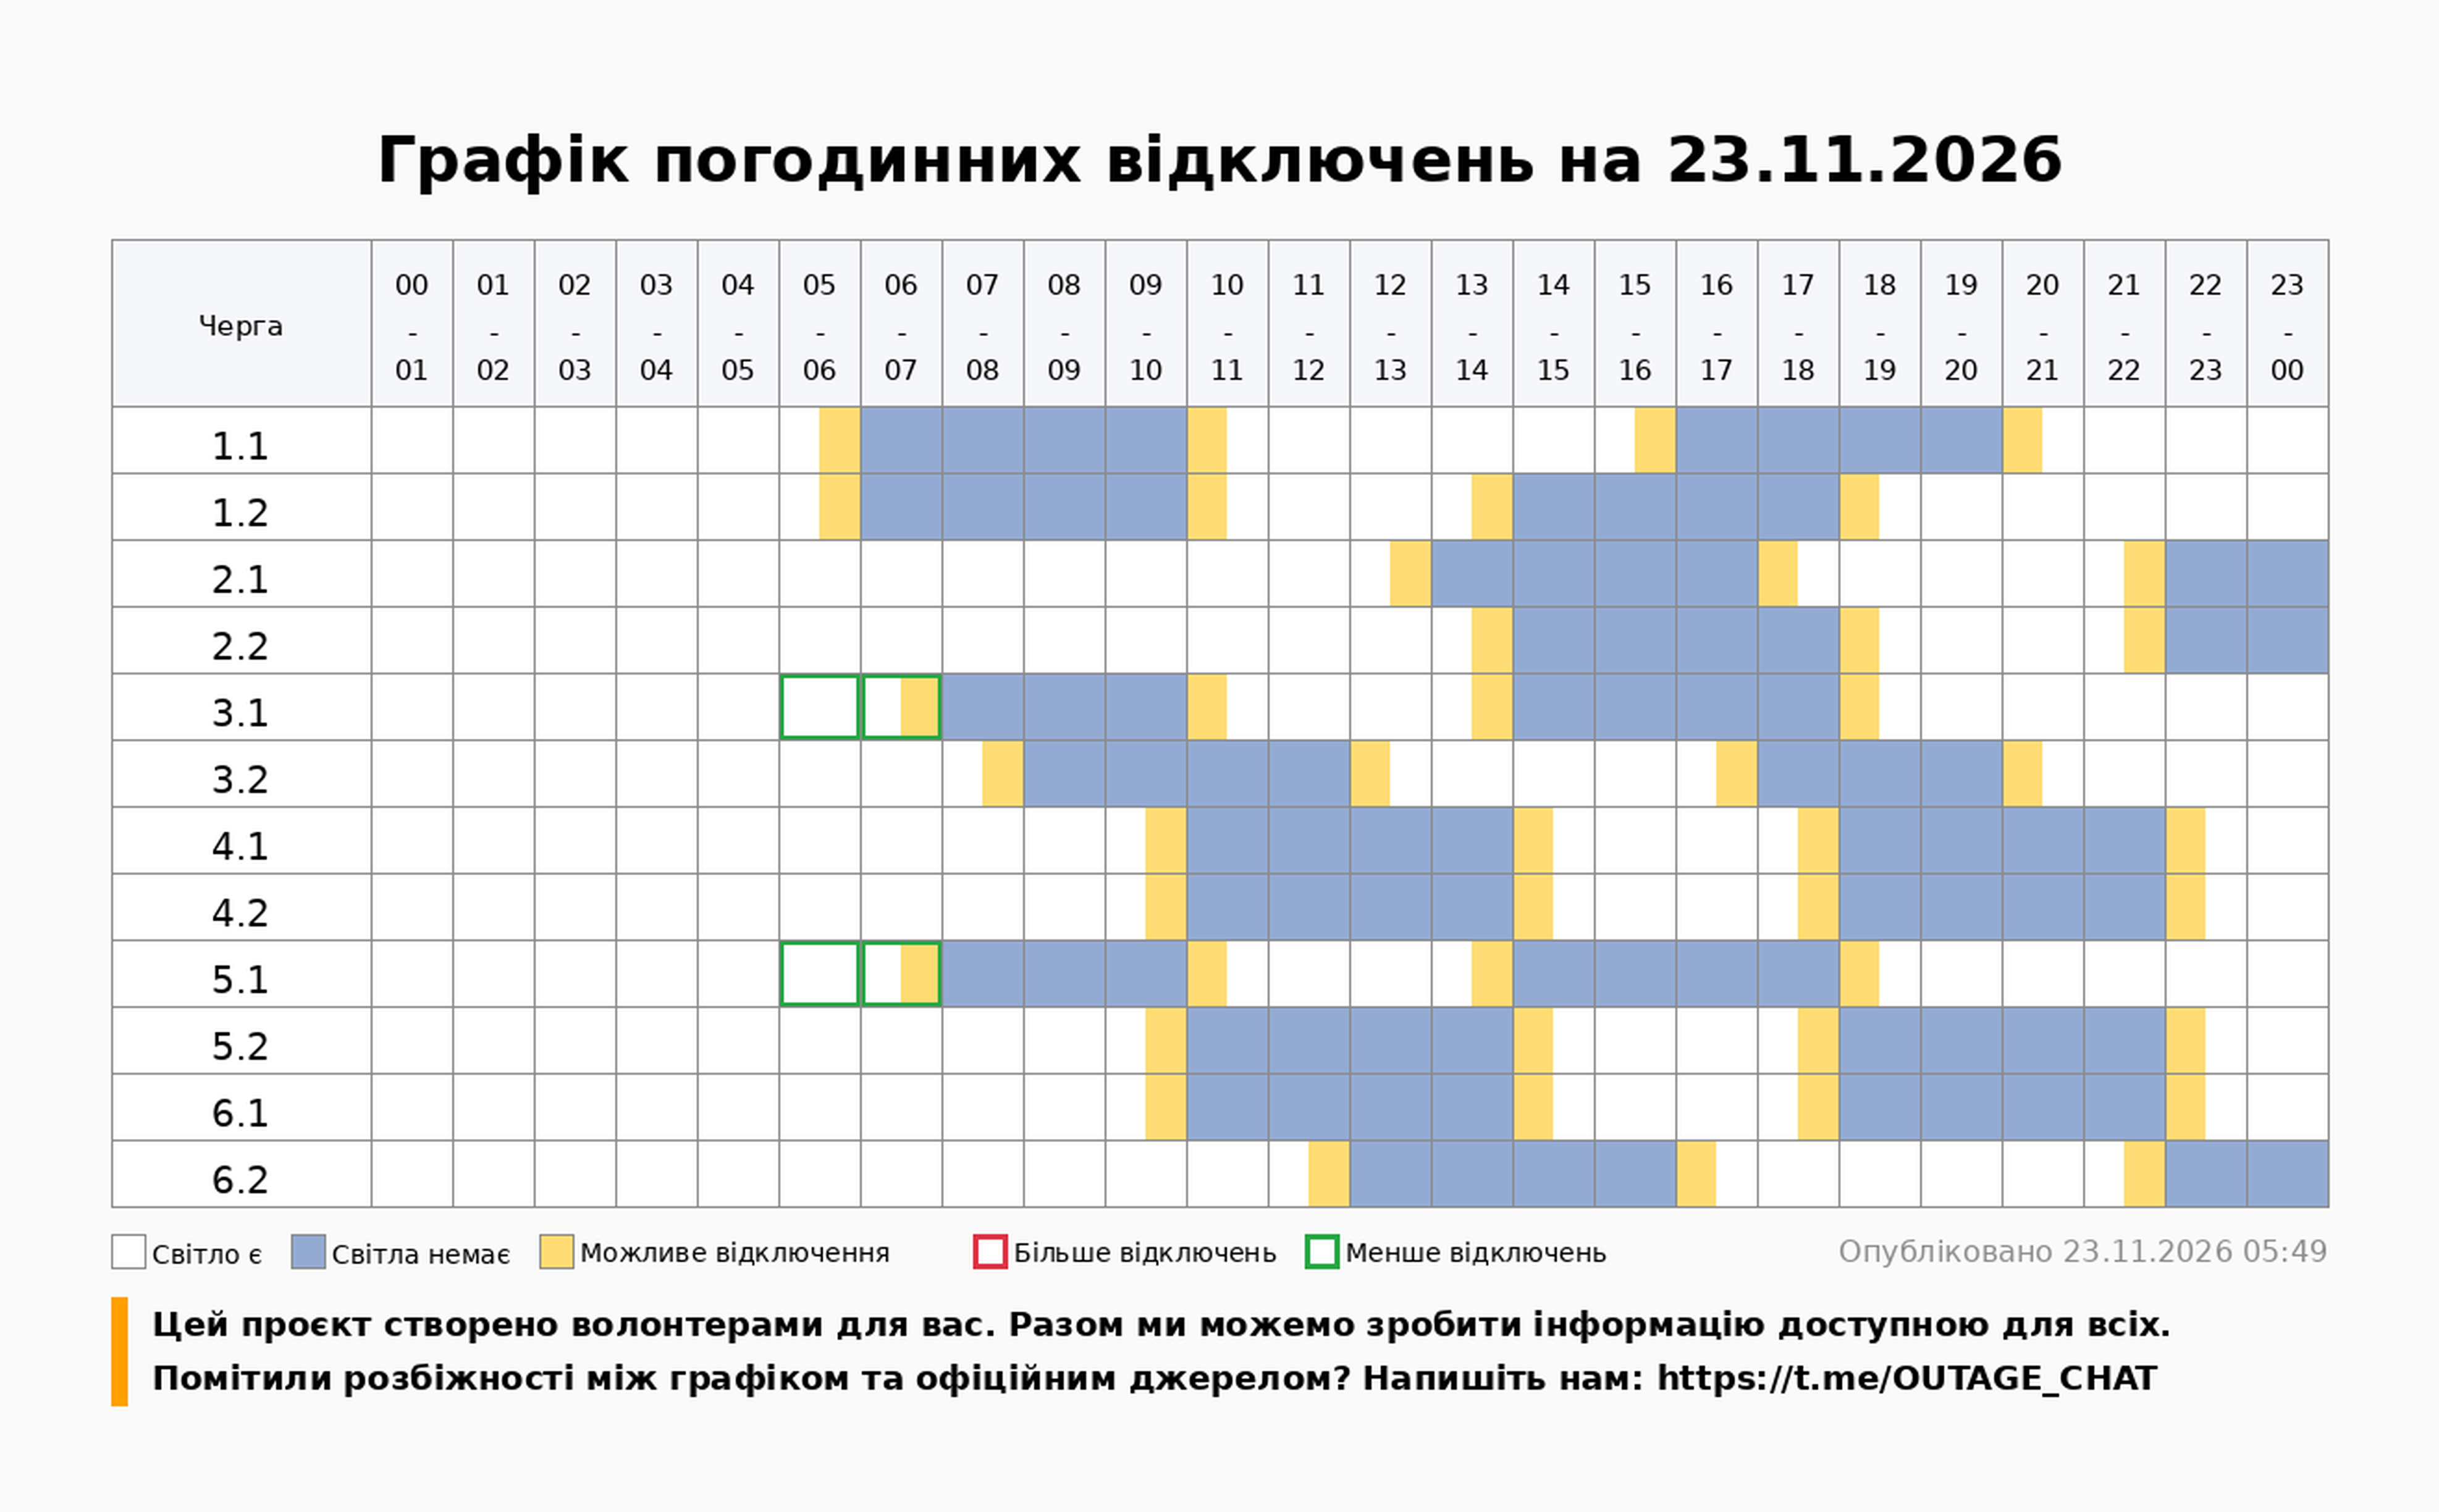 Графік погодинних відключень на 23.11.2026
Черга
00 - 01
01 - 02
02 - 03
03 - 04
04 - 05
05 - 06
06 - 07
07 - 08
08 - 09
09 - 10
10 - 11
11 - 12
12 - 13
13 - 14
14 - 15
15 - 16
16 - 17
17 - 18
18 - 19
19 - 20
20 - 21
21 - 22
22 - 23
23 - 00
1.1
1.2
2.1
2.2
3.1
3.2
4.1
4.2
5.1
5.2
6.1
6.2
Світло є
Світла немає
Можливе відключення
Більше відключень
Менше відключень
Опубліковано 23.11.2026 05:49
Цей проєкт створено волонтерами для вас. Разом ми можемо зробити інформацію доступною для всіх.
Помітили розбіжності між графіком та офіційним джерелом? Напишіть нам: https://t.me/OUTAGE_CHAT